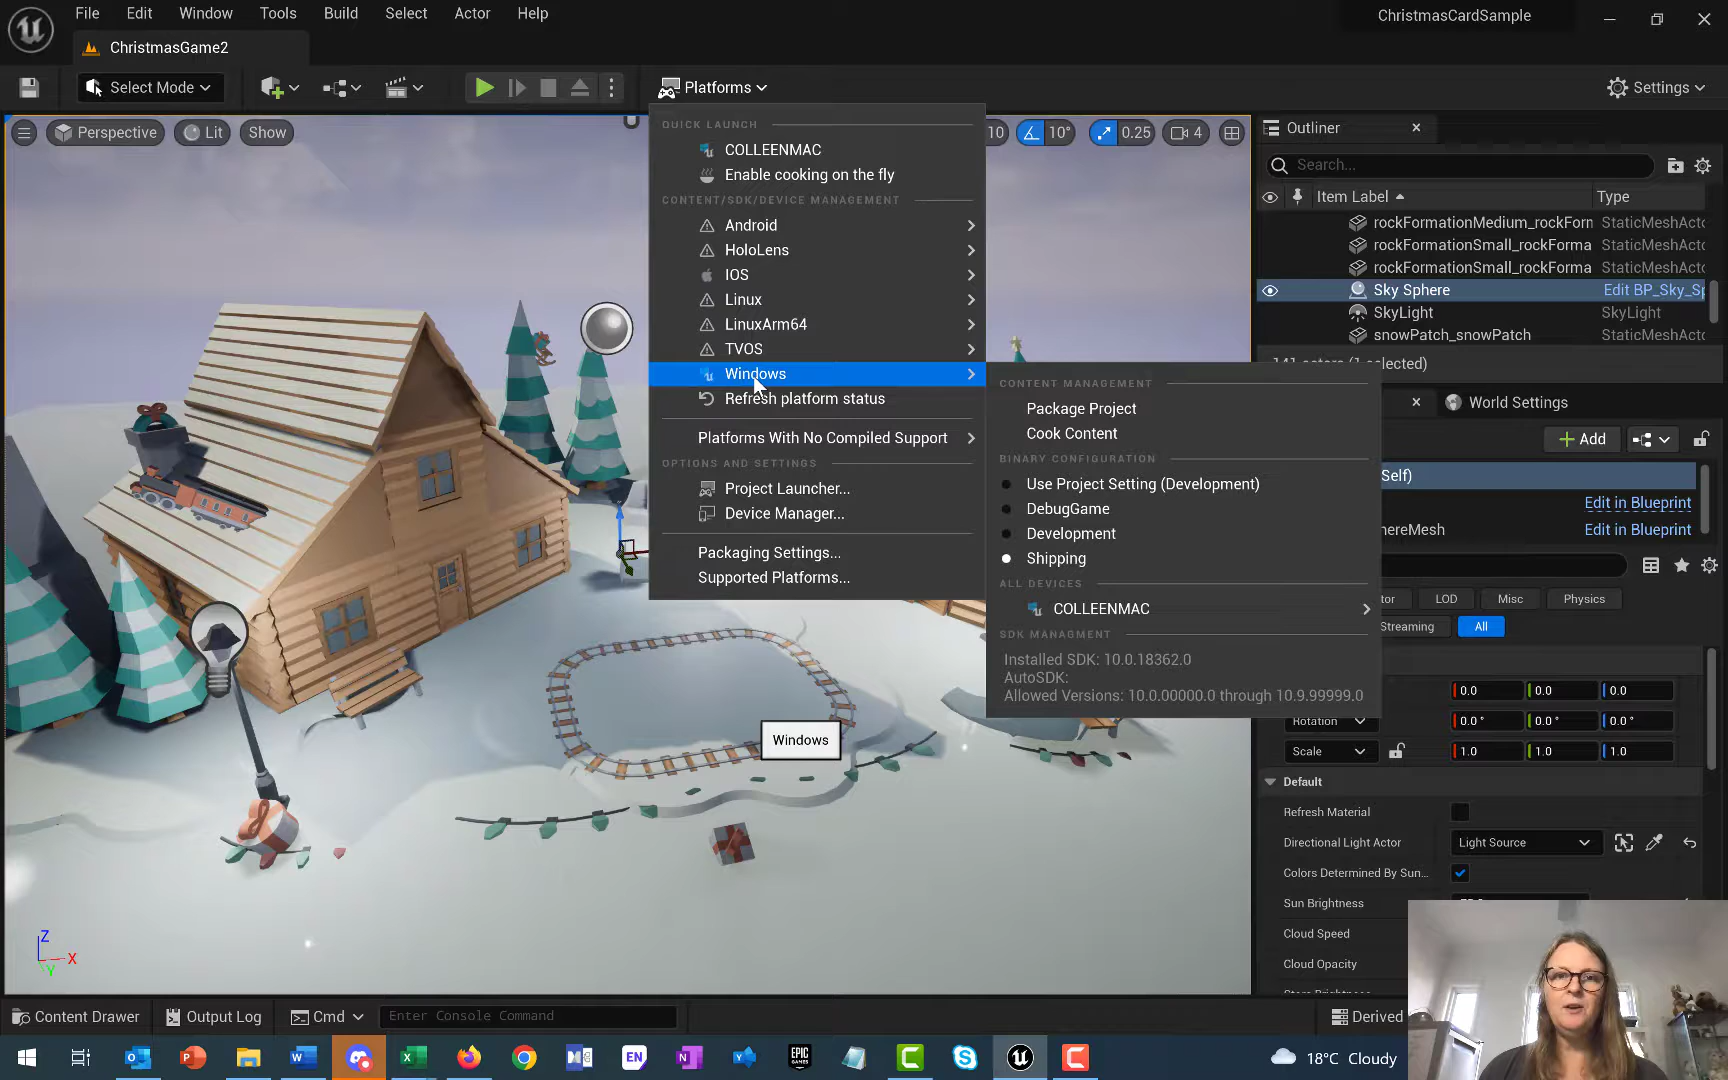 File Edit Window Tools Build Select Actor Help
ChristmasCardSample
ChristmasGame2
Select Mode
Platforms
Settings
Perspective Lit Show
10 10° 0.25 4
QUICK LAUNCH
COLLEENMAC
Enable cooking on the fly
CONTENT/SDK/DEVICE MANAGEMENT
Android
HoloLens
IOS
Linux
LinuxArm64
TVOS
Windows
Refresh platform status
Platforms With No Compiled Support
OPTIONS AND SETTINGS
Project Launcher...
Device Manager...
Packaging Settings...
Supported Platforms...
CONTENT MANAGEMENT
Package Project
Cook Content
BINARY CONFIGURATION
Use Project Setting (Development)
DebugGame
Development
Shipping
ALL DEVICES
COLLEENMAC
SDK MANAGMENT
Installed SDK: 10.0.18362.0
AutoSDK:
Allowed Versions: 10.0.00000.0 through 10.9.99999.0
Windows
Outliner
Search...
Item Label Type
rockFormationMedium_rockForn StaticMeshActo
rockFormationSmall_rockForma StaticMeshActo
rockFormationSmall_rockForma StaticMeshActo
Sky Sphere Edit BP_Sky_Sp
SkyLight SkyLight
snowPatch_snowPatch StaticMeshActo
141 actors (1 selected)
World Settings
Add
Self)
Edit in Blueprint
hereMesh Edit in Blueprint
tor LOD Misc Physics
Streaming All
0.0 0.0 0.0
Rotation 0.0° 0.0° 0.0°
Scale 1.0 1.0 1.0
Default
Refresh Material
Directional Light Actor Light Source
Colors Determined By Sun...
Sun Brightness
Cloud Speed
Cloud Opacity
Z
X
Y
Content Drawer Output Log Cmd Enter Console Command
Derived
EN
EPIC GAMES
18°C Cloudy